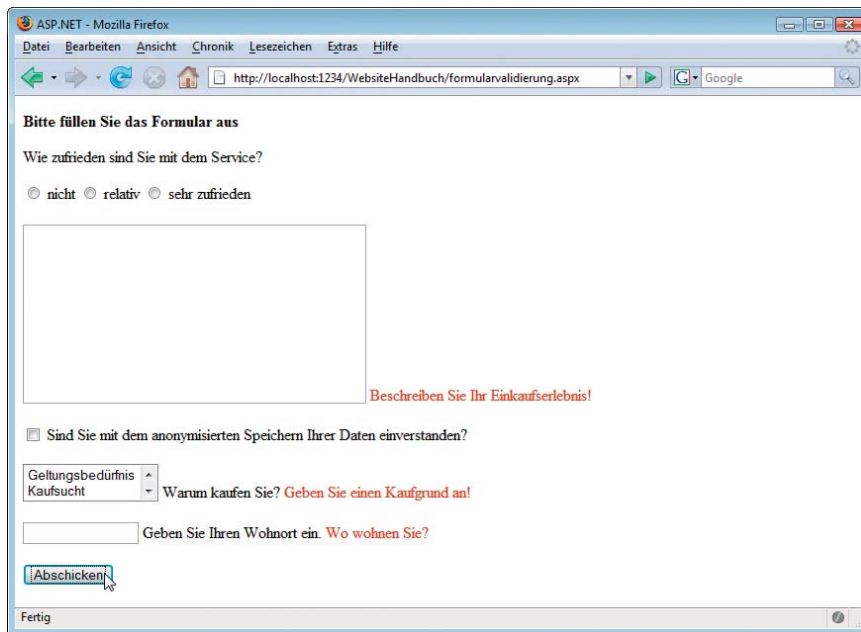 ASP.NET - Mozilla Firefox
Datei Bearbeiten Ansicht Chronik Lesezeichen Extras Hilfe
http://localhost:1234/WebsiteHandbuch/formularvalidierung.aspx G Google
Bitte füllen Sie das Formular aus
Wie zufrieden sind Sie mit dem Service?
nicht relativ sehr zufrieden
Beschreiben Sie Ihr Einkaufserlebnis!
Sind Sie mit dem anonymisierten Speichern Ihrer Daten einverstanden?
Geltungsbedürfnis
Kaufsucht Warum kaufen Sie? Geben Sie einen Kaufgrund an!
Geben Sie Ihren Wohnort ein. Wo wohnen Sie?
Abschicken
Fertig